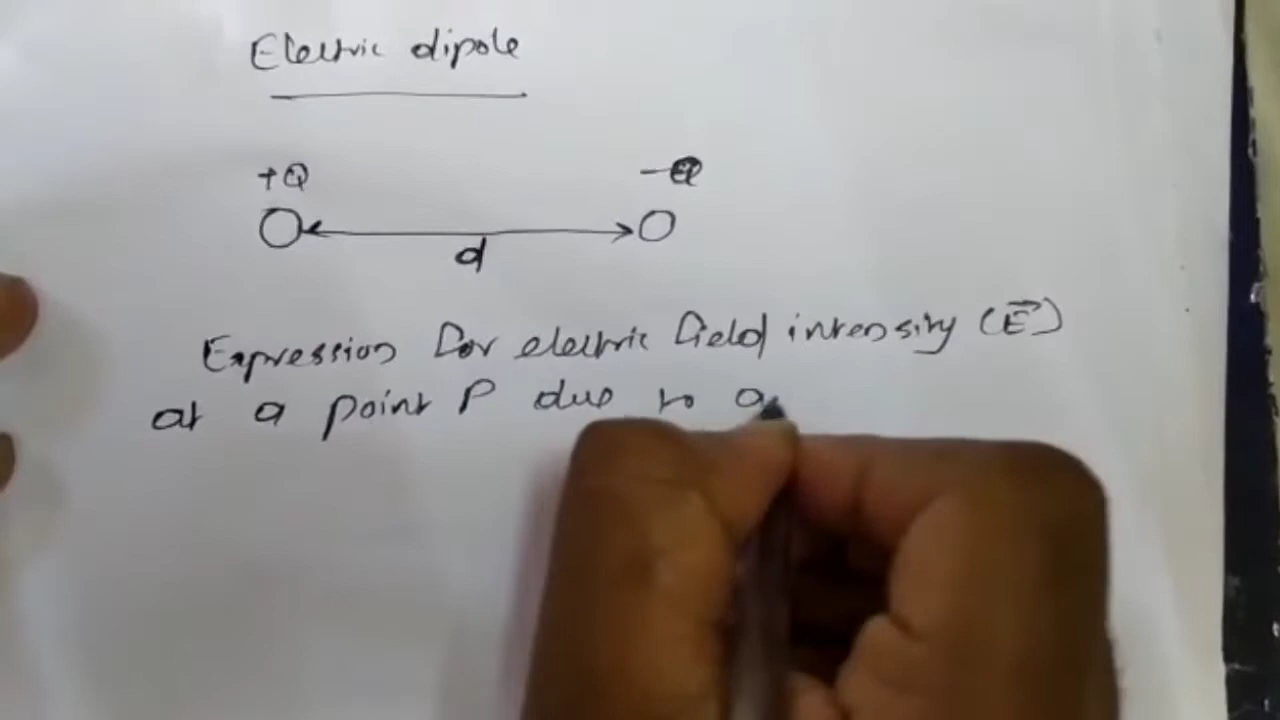 Electric dipole
+Q -Q
d
Expression for electric field intensity (E⃗)
at a point P due to a